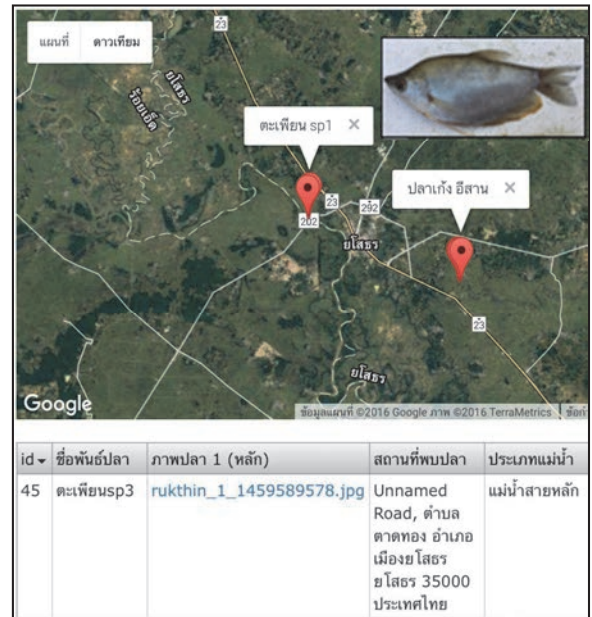 แผนที่ ดาวเทียม
23
ยโสธร
ร้อยเอ็ด
ตะเพียน sp1 ×
ปลาเก้ง อีสาน ×
202
23
292
ยโสธร
23
ยโสธร
Google
ข้อมูลแผนที่ ©2016 Google ภาพ ©2016 TerraMetrics
id ชื่อพันธ์ปลา ภาพปลา 1 (หลัก) สถานที่พบปลา ประเภทแม่น้ำ
45 ตะเพียนsp3 rukthin_1_1459589578.jpg Unnamed แม่น้ำสายหลัก
Road, ตำบล
ตาดทอง อำเภอ
เมืองยโสธร
ยโสธร 35000
ประเทศไทย